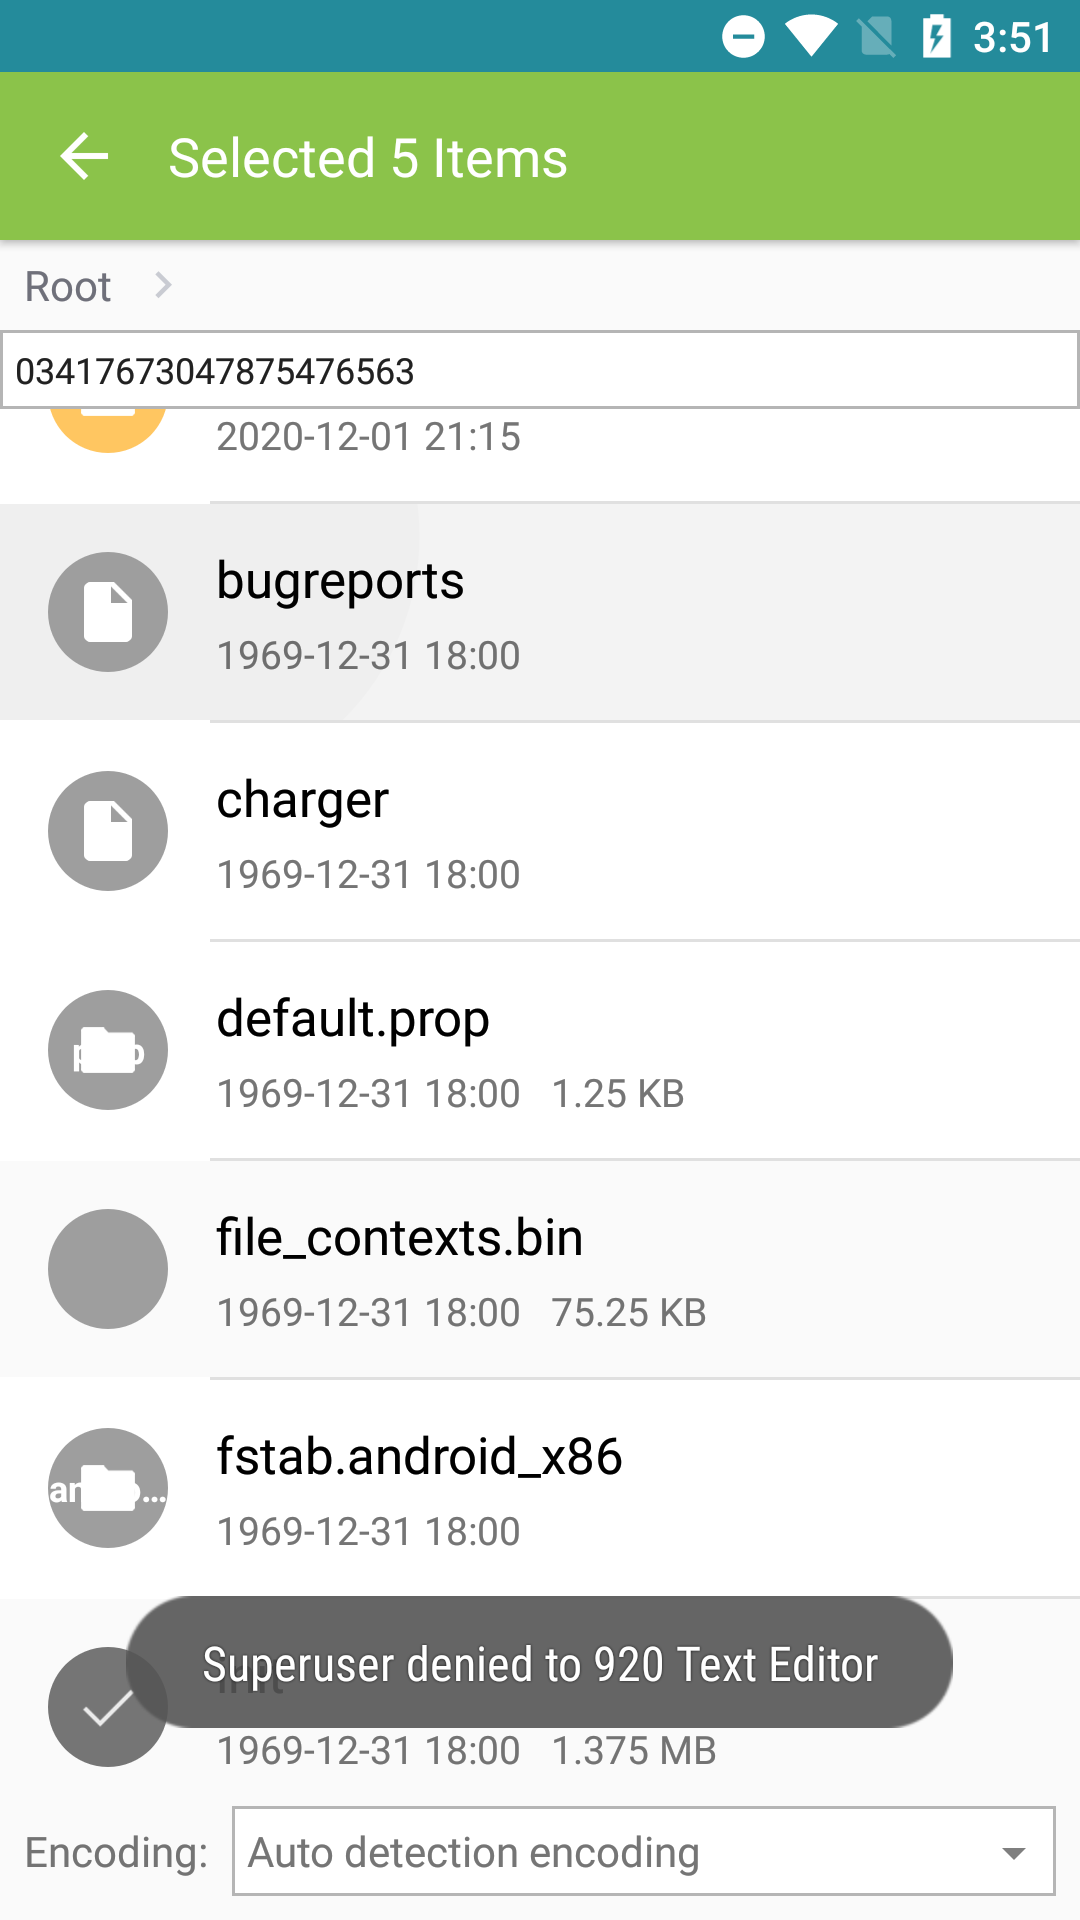 3:51
Selected 5 Items
Root
03417673047875476563
2020-12-01 21:15
bugreports
1969-12-31 18:00
charger
1969-12-31 18:00
default.prop
1969-12-31 18:00 1.25 KB
file_contexts.bin
1969-12-31 18:00 75.25 KB
fstab.android_x86
1969-12-31 18:00
Superuser denied to 920 Text Editor
1969-12-31 18:00 1.375 MB
Encoding: Auto detection encoding